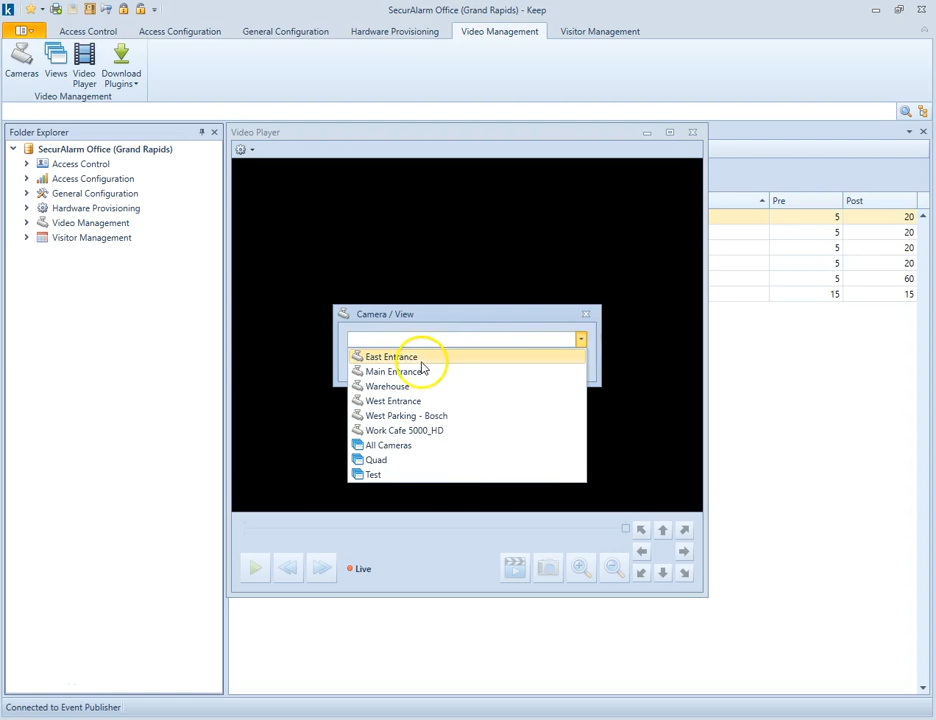 k
SecurAlarm Office (Grand Rapids) - Keep
Access Control
Access Configuration
General Configuration
Hardware Provisioning
Video Management
Visitor Management
Cameras
Views
Video
Player
Download
Plugins
Video Management
Folder Explorer
SecurAlarm Office (Grand Rapids)
Access Control
Access Configuration
General Configuration
Hardware Provisioning
Video Management
Visitor Management
Video Player
Camera / View
East Entrance
Main Entrance
Warehouse
West Entrance
West Parking - Bosch
Work Cafe 5000_HD
All Cameras
Quad
Test
Live
Pre Post
5 20
5 20
5 20
5 20
5 60
15 15
Connected to Event Publisher